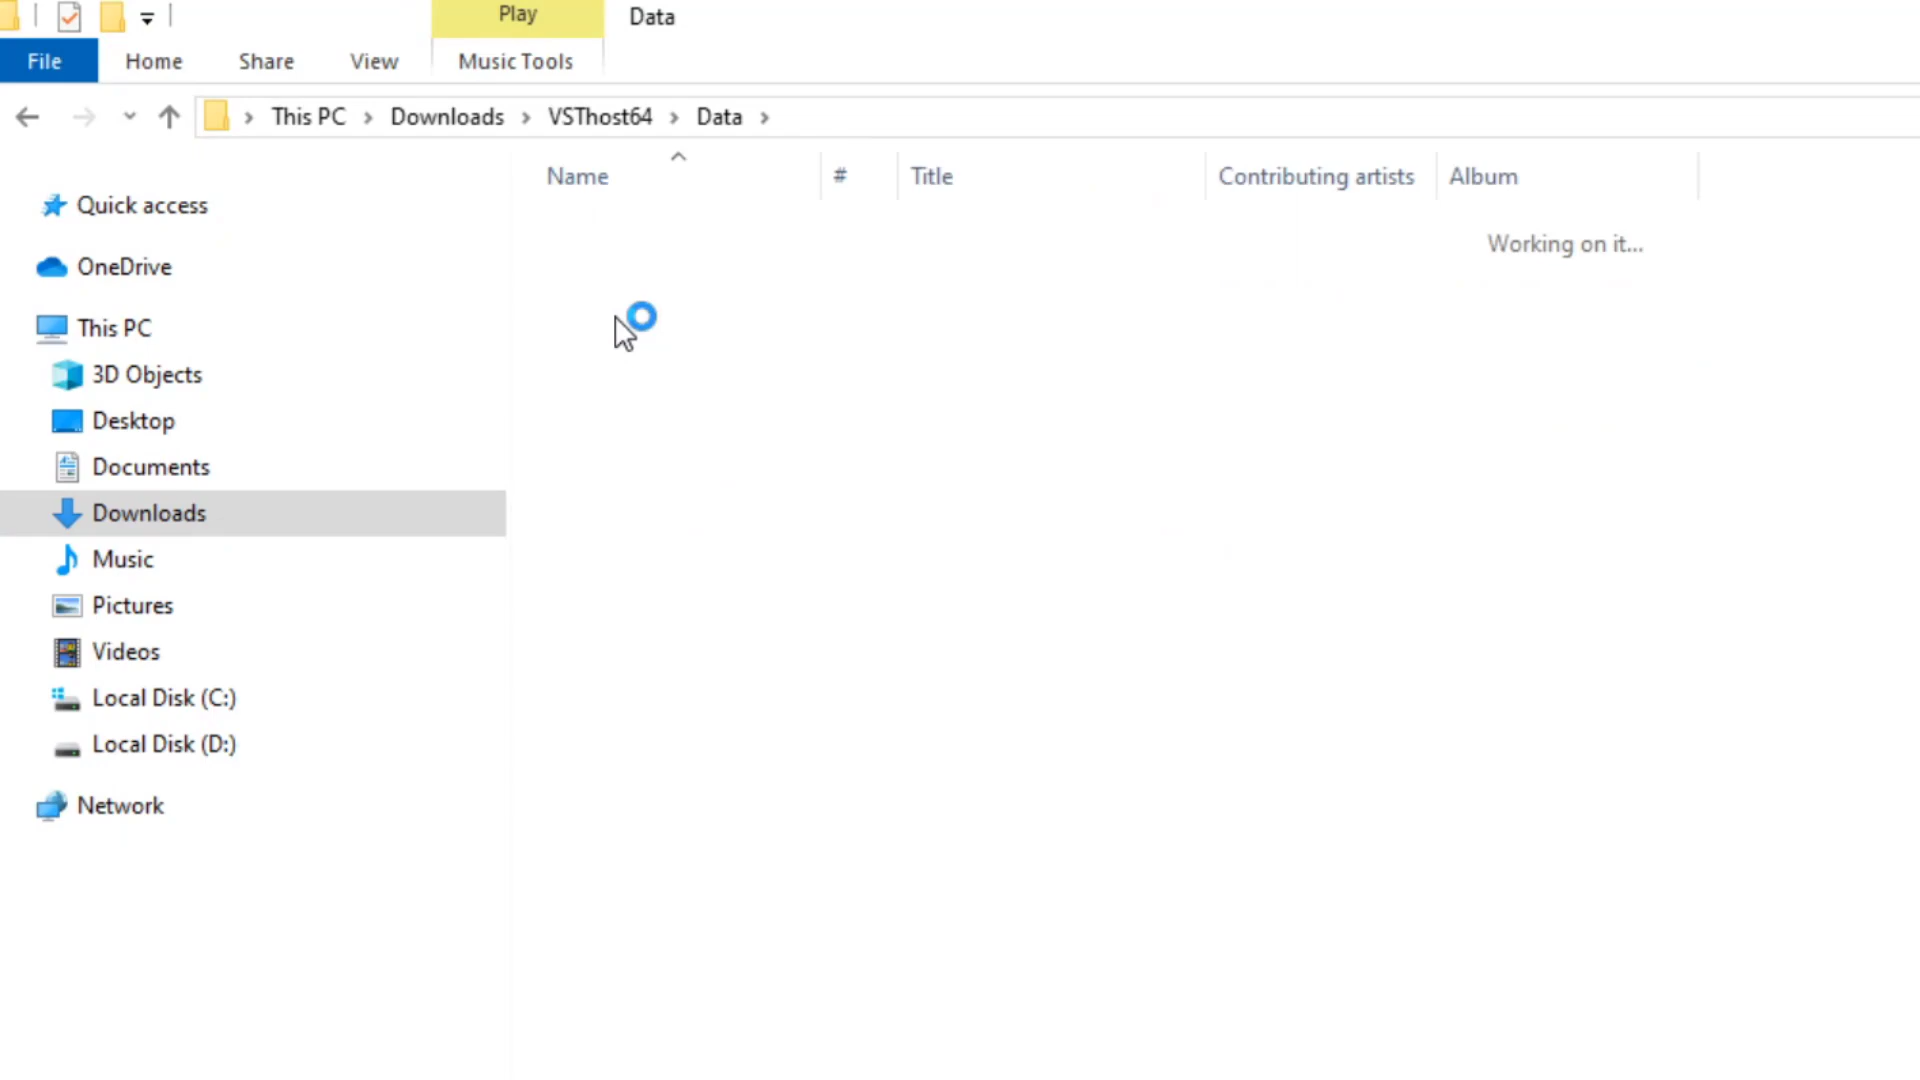 Play
Data
File
Home
Share
View
Music Tools
This PC
Downloads
VSThost64
Data
Name
#
Title
Contributing artists
Album
Working on it...
Quick access
OneDrive
This PC
3D Objects
Desktop
Documents
Downloads
Music
Pictures
Videos
Local Disk (C:)
Local Disk (D:)
Network